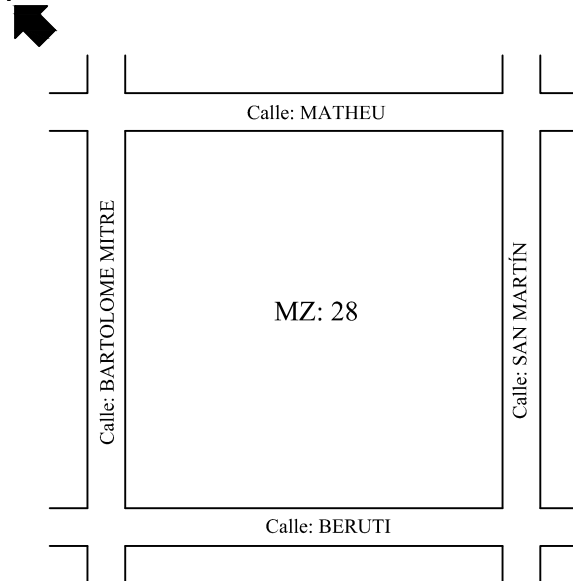 Calle: MATHEU
Calle: BARTOLOME MITRE
MZ: 28
Calle: SAN MARTÍN
Calle: BERUTI